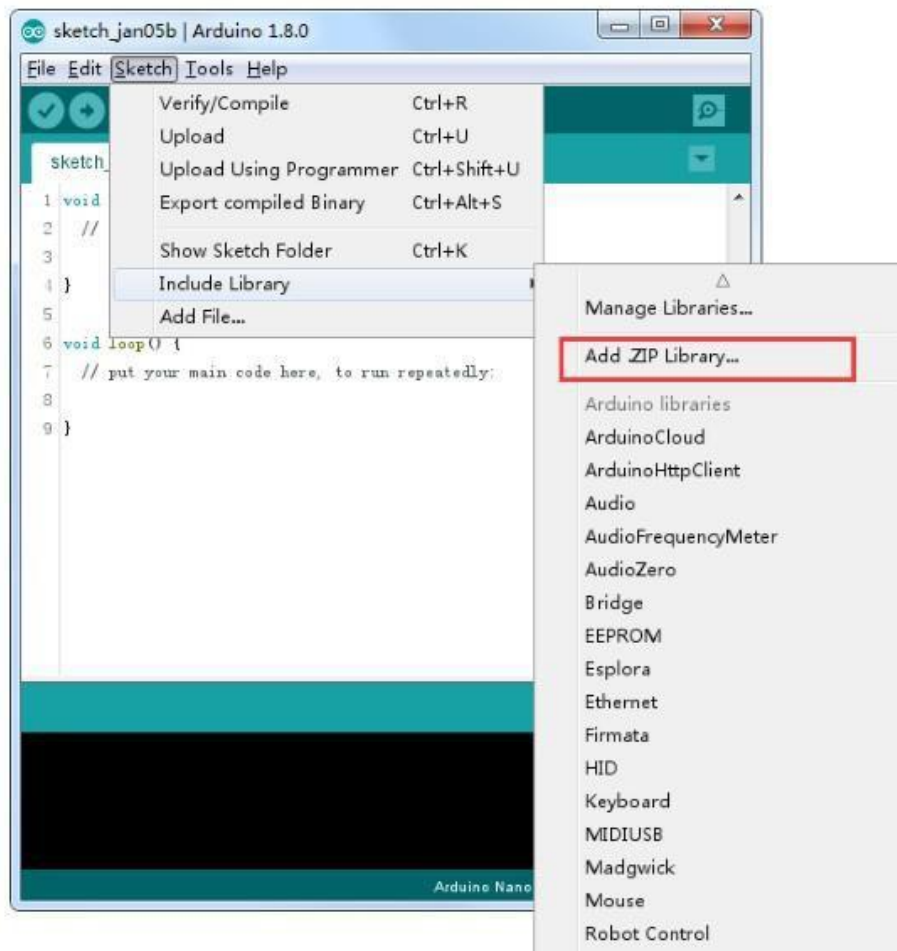 sketch_jan05b | Arduino 1.8.0
File Edit Sketch Tools Help
Verify/Compile Ctrl+R
Upload Ctrl+U
Upload Using Programmer Ctrl+Shift+U
Export compiled Binary Ctrl+Alt+S
Show Sketch Folder Ctrl+K
Include Library
Add File...
sketch_
1 void
2 //
3
4 }
5
6 void loop() {
7 // put your main code here, to run repeatedly:
8
9 }
Manage Libraries...
Add .ZIP Library...
Arduino libraries
ArduinoCloud
ArduinoHttpClient
Audio
AudioFrequencyMeter
AudioZero
Bridge
EEPROM
Esplora
Ethernet
Firmata
HID
Keyboard
MIDIUSB
Madgwick
Mouse
Robot Control
Arduino Nano